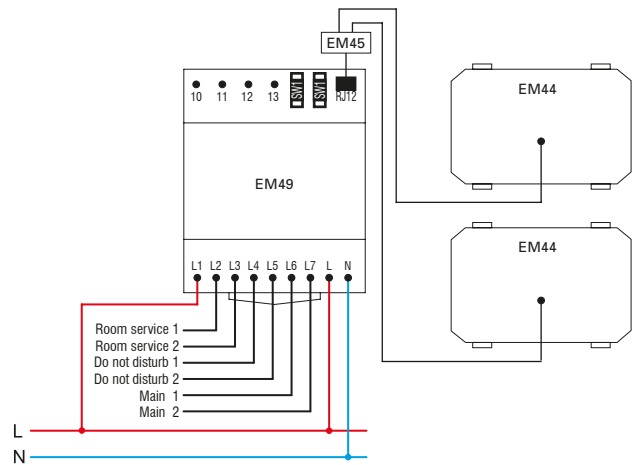 EM45
10 11 12 13 SW1 SW1 RJ12
EM44
EM49
EM44
L1 L2 L3 L4 L5 L6 L7 L N
Room service 1
Room service 2
Do not disturb 1
Do not disturb 2
Main 1
Main 2
L
N